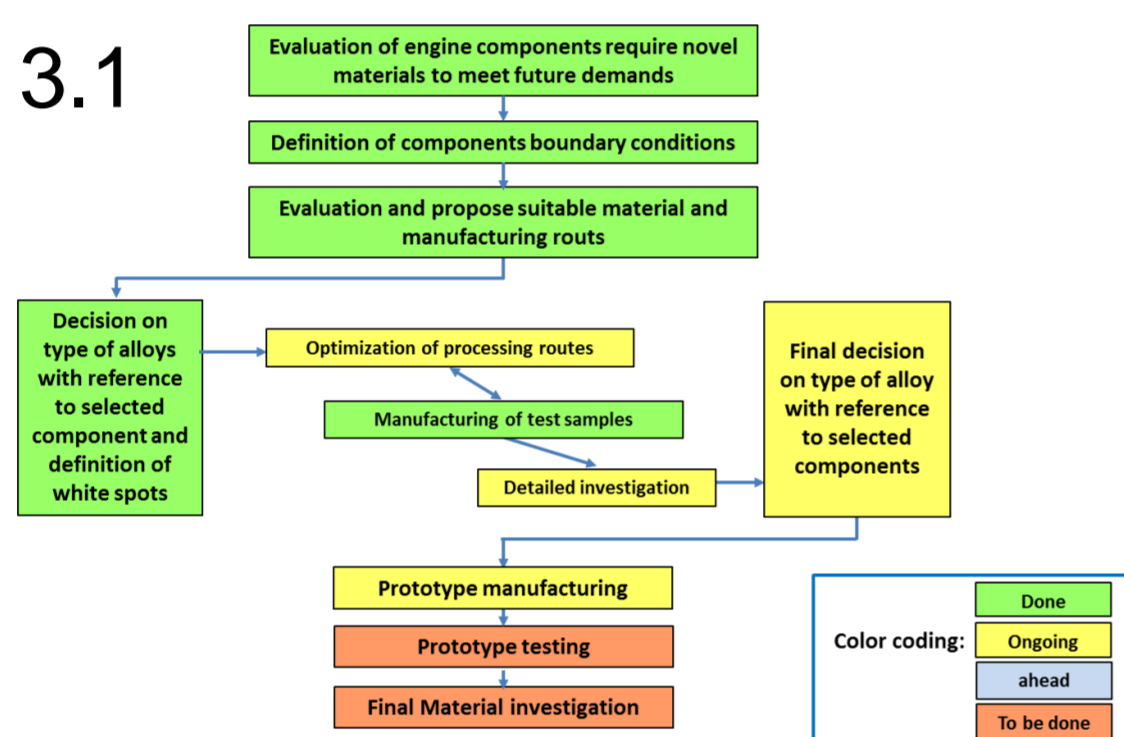 3.1
Evaluation of engine components require novel
materials to meet future demands
Definition of components boundary conditions
Evaluation and propose suitable material and
manufacturing routs
Decision on
type of alloys
with reference
to selected
component and
definition of
white spots
Optimization of processing routes
Manufacturing of test samples
Detailed investigation
Final decision
on type of alloy
with reference
to selected
components
Prototype manufacturing
Prototype testing
Final Material investigation
Color coding:
Done
Ongoing
ahead
To be done